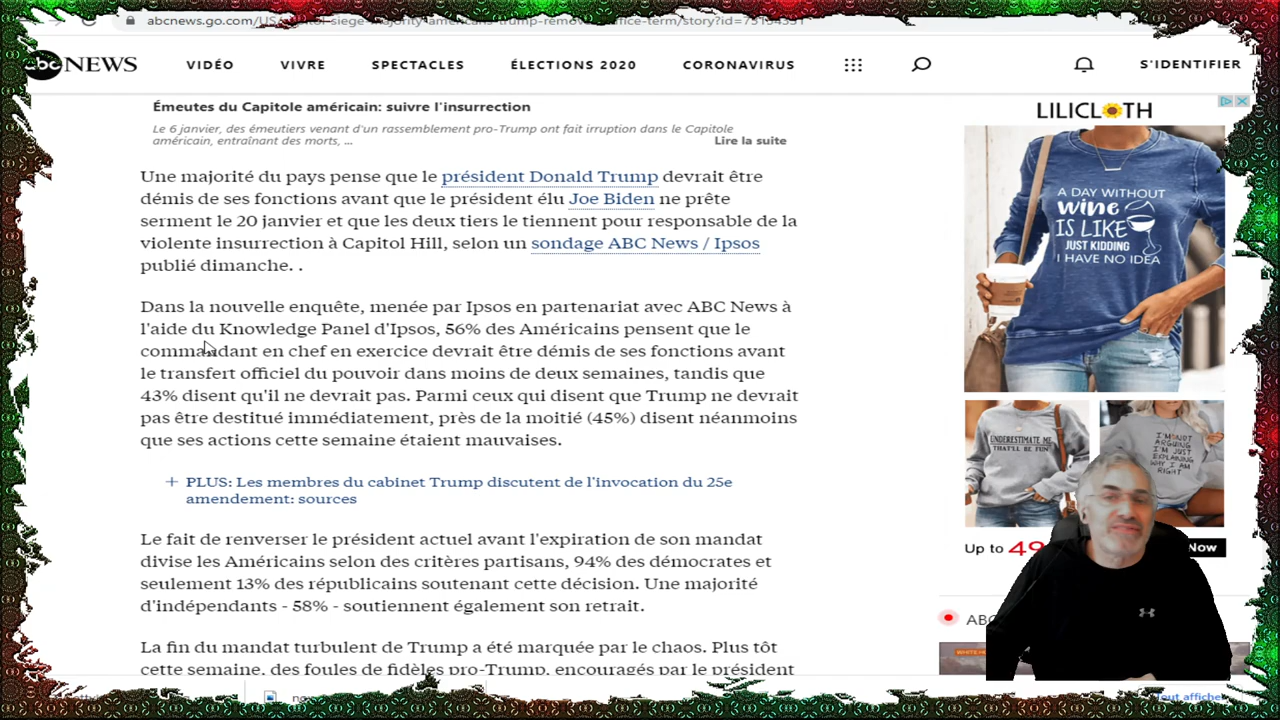 abcnews.go.com/US/
abc NEWS VIDÉO VIVRE SPECTACLES ÉLECTIONS 2020 CORONAVIRUS S'IDENTIFIER
Émeutes du Capitole américain: suivre l'insurrection
Le 6 janvier, des émeutiers venant d'un rassemblement pro-Trump ont fait irruption dans le Capitole
américain, entraînant des morts, ... Lire la suite
Une majorité du pays pense que le président Donald Trump devrait être
démis de ses fonctions avant que le président élu Joe Biden ne prête
serment le 20 janvier et que les deux tiers le tiennent pour responsable de la
violente insurrection à Capitol Hill, selon un sondage ABC News / Ipsos
publié dimanche. .
Dans la nouvelle enquête, menée par Ipsos en partenariat avec ABC News à
l'aide du Knowledge Panel d'Ipsos, 56% des Américains pensent que le
commandant en chef en exercice devrait être démis de ses fonctions avant
le transfert officiel du pouvoir dans moins de deux semaines, tandis que
43% disent qu'il ne devrait pas. Parmi ceux qui disent que Trump ne devrait
pas être destitué immédiatement, près de la moitié (45%) disent néanmoins
que ses actions cette semaine étaient mauvaises.
+ PLUS: Les membres du cabinet Trump discutent de l'invocation du 25e
amendement: sources
Le fait de renverser le président actuel avant l'expiration de son mandat
divise les Américains selon des critères partisans, 94% des démocrates et
seulement 13% des républicains soutenant cette décision. Une majorité
d'indépendants - 58% - soutiennent également son retrait.
La fin du mandat turbulent de Trump a été marquée par le chaos. Plus tôt
cette semaine, des foules de fidèles pro-Trump, encouragés par le président
LILICLOTH
A DAY WITHOUT
wine
IS LIKE
JUST KIDDING
I HAVE NO IDEA
UNDERESTIMATE ME
THAT'LL BE FUN
I'M NOT
ARGUING
I'M JUST
EXPLAINING
WHY I AM
RIGHT
Up to Now
Tout afficher